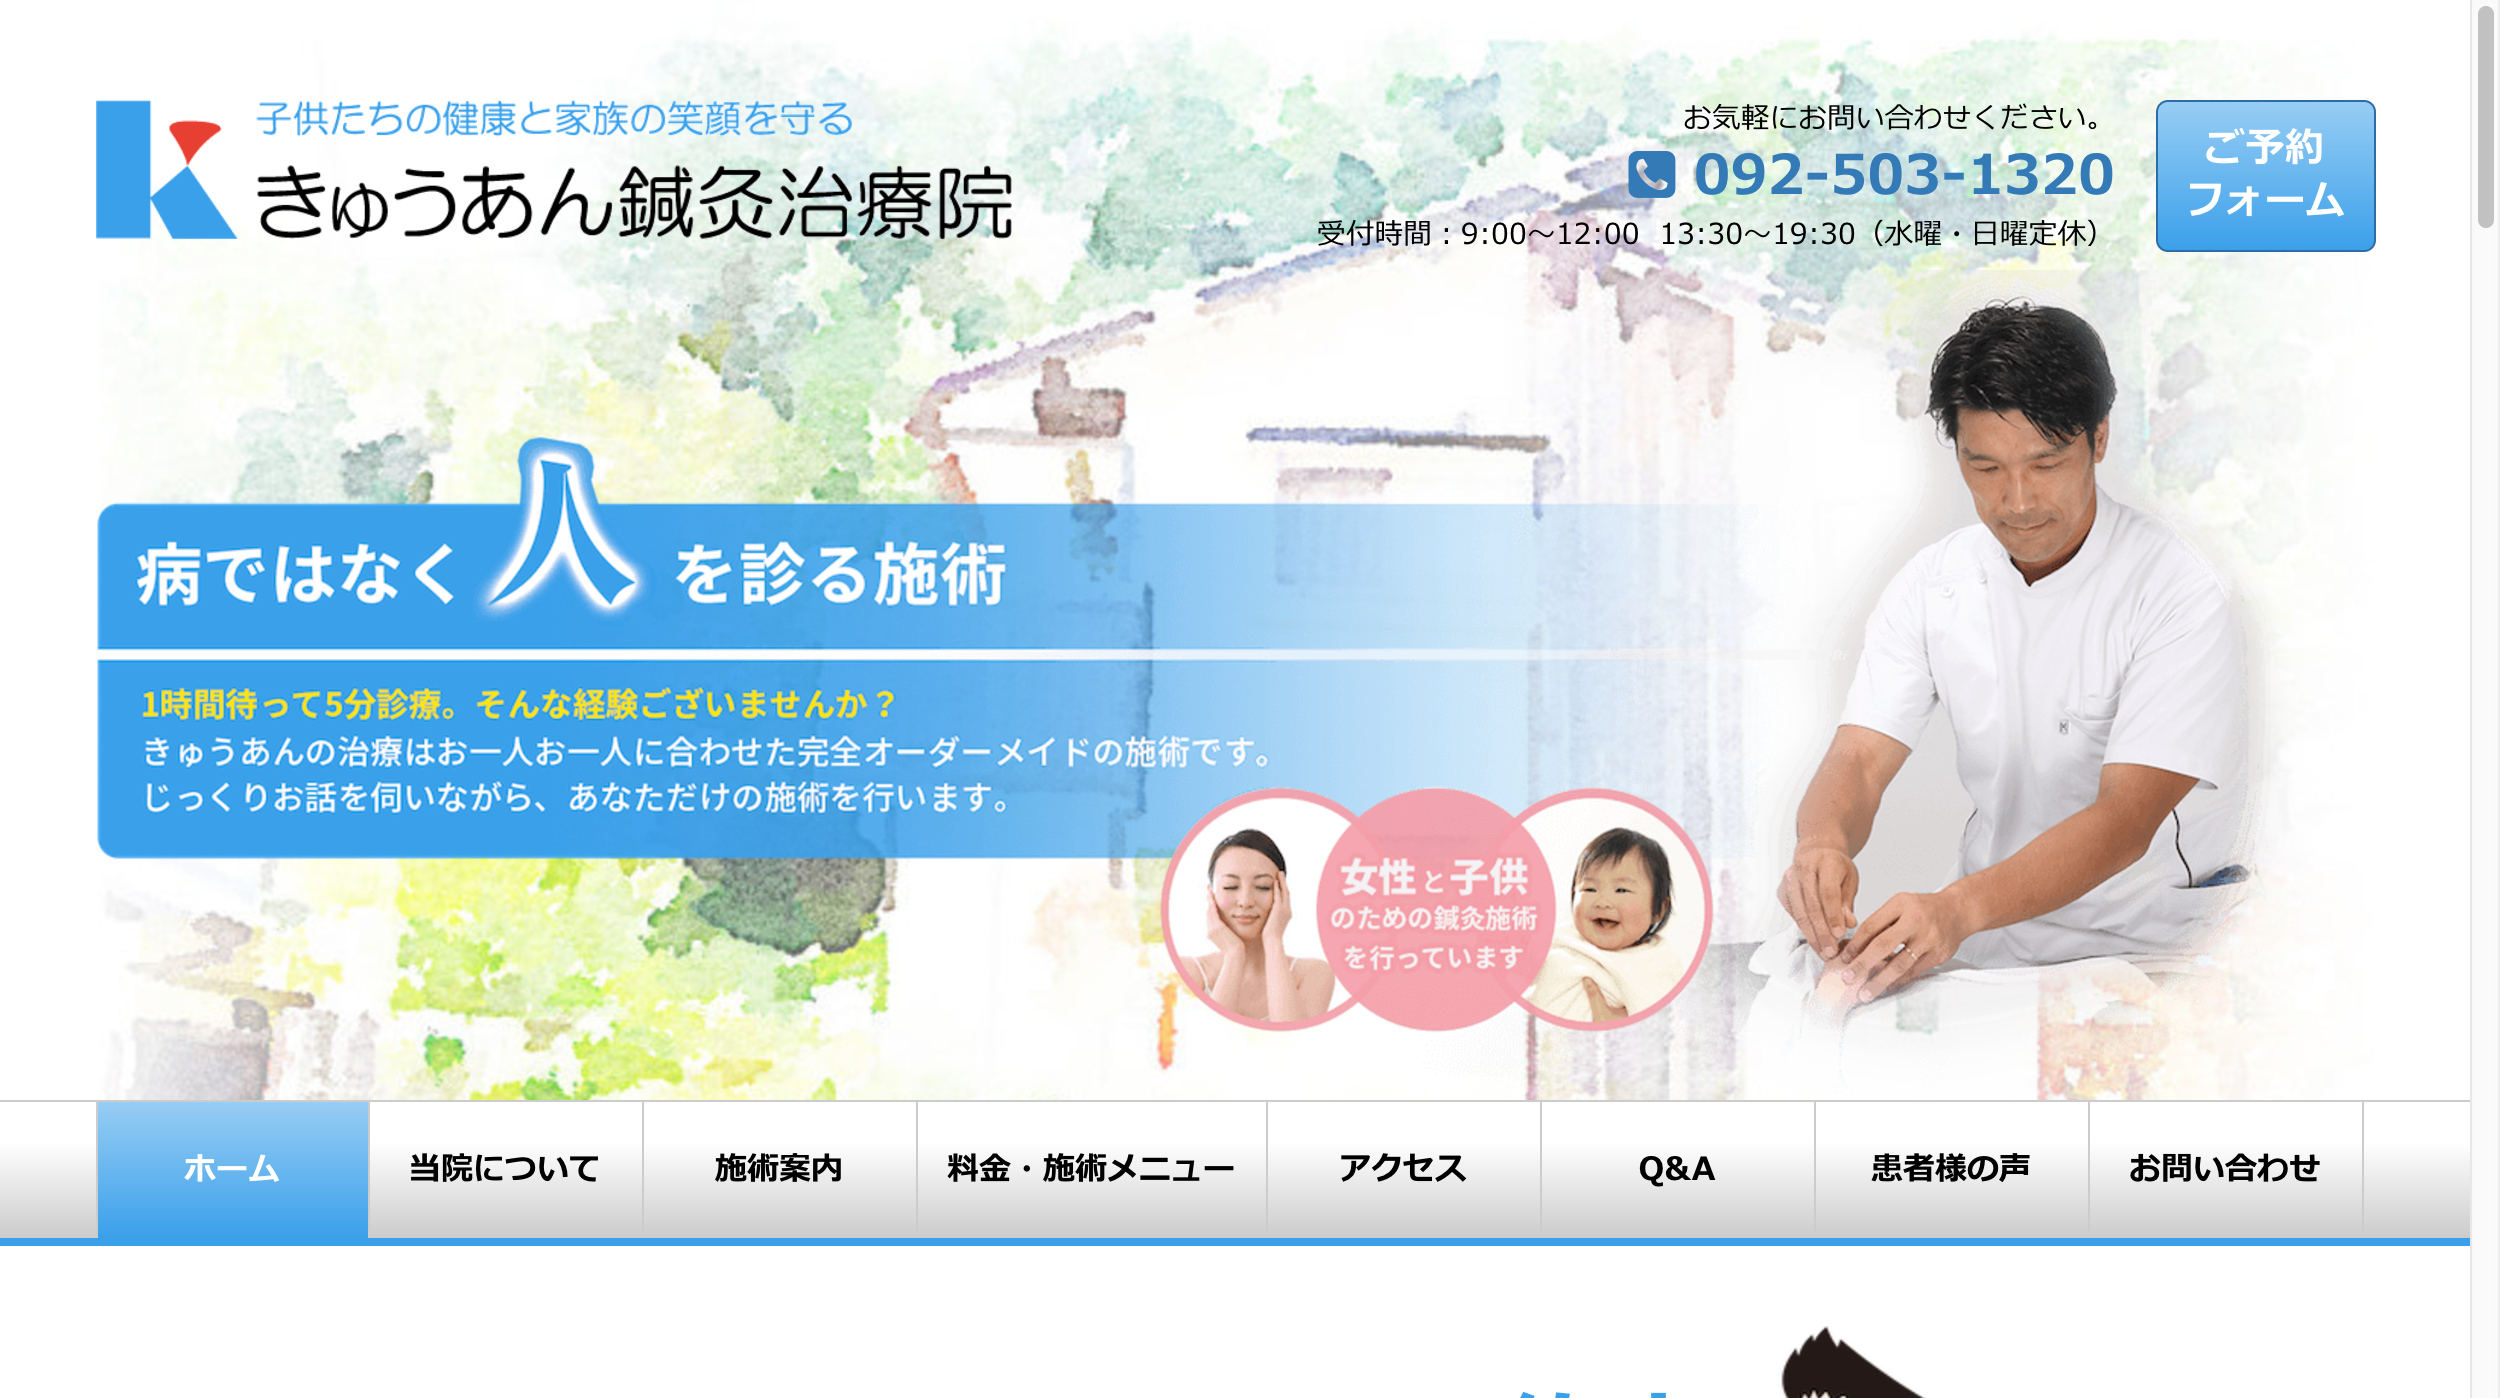 子供たちの健康と家族の笑顔を守る
きゅうあん鍼灸治療院
お気軽にお問い合わせください。
092-503-1320
受付時間：9:00～12:00 13:30～19:30（水曜・日曜定休）
ご予約
フォーム
病ではなく人を診る施術
1時間待って5分診療。そんな経験ございませんか？
きゅうあんの治療はお一人お一人に合わせた完全オーダーメイドの施術です。
じっくりお話を伺いながら、あなただけの施術を行います。
女性と子供
のための鍼灸施術
を行っています
ホーム
当院について
施術案内
料金・施術メニュー
アクセス
Q&A
患者様の声
お問い合わせ